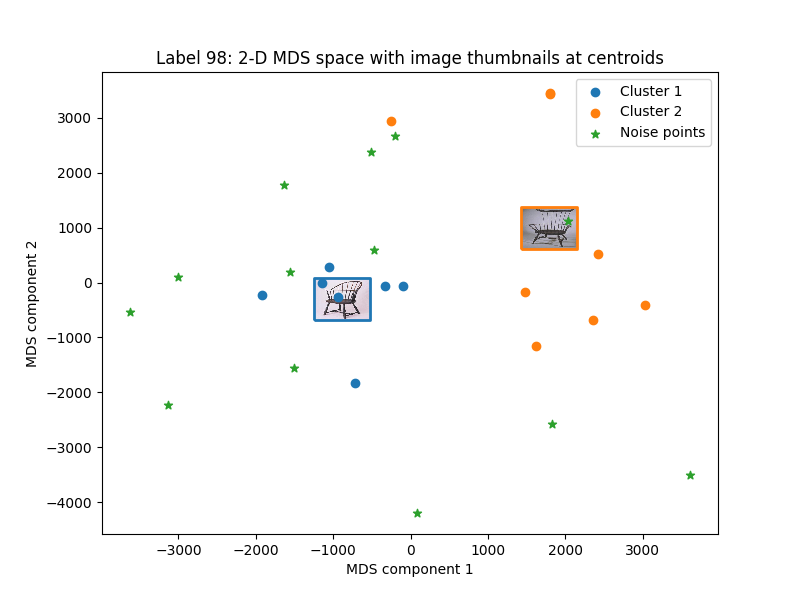 Label 98: 2-D MDS space with image thumbnails at centroids
Cluster 1
Cluster 2
Noise points
MDS component 2
3000
2000
1000
0
−1000
−2000
−3000
−4000
−3000 −2000 −1000 0 1000 2000 3000
MDS component 1